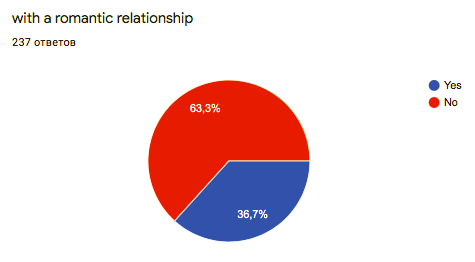 with a romantic relationship
237 ответов
Yes
No
63,3%
36,7%